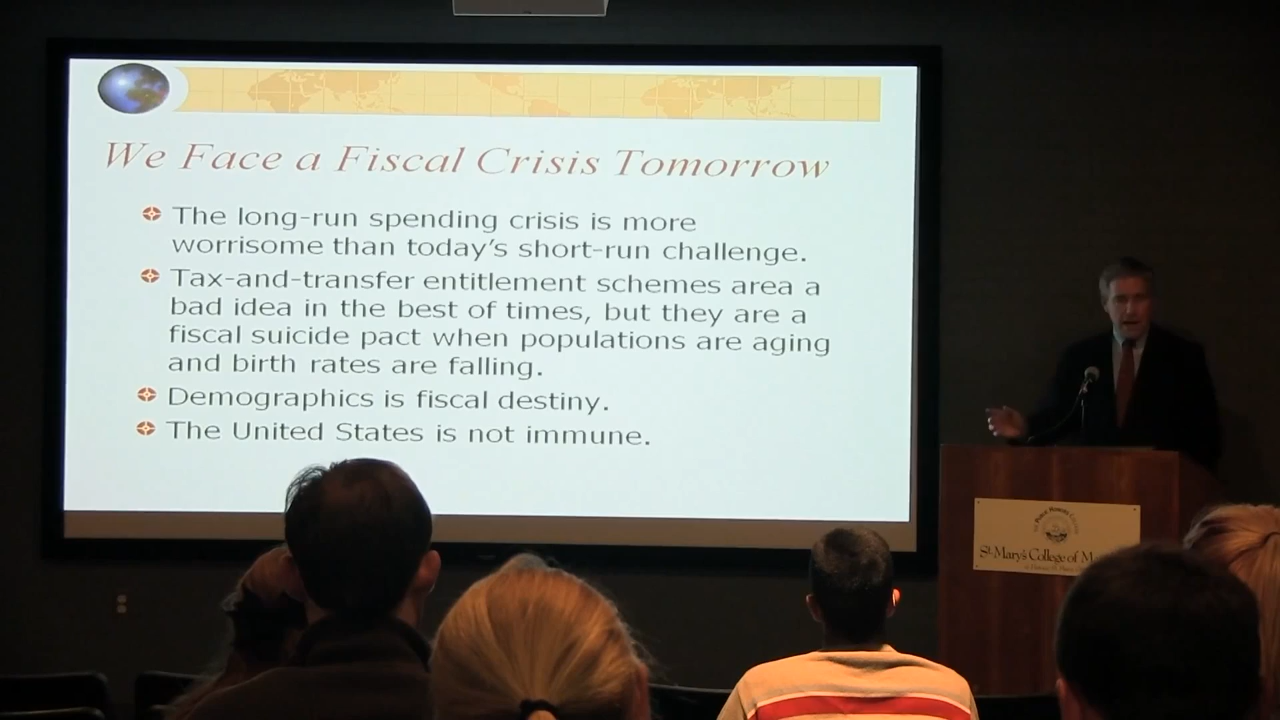 We Face a Fiscal Crisis Tomorrow
The long-run spending crisis is more
worrisome than today's short-run challenge.
Tax-and-transfer entitlement schemes area a
bad idea in the best of times, but they are a
fiscal suicide pact when populations are aging
and birth rates are falling.
Demographics is fiscal destiny.
The United States is not immune.
St. Mary's College of M